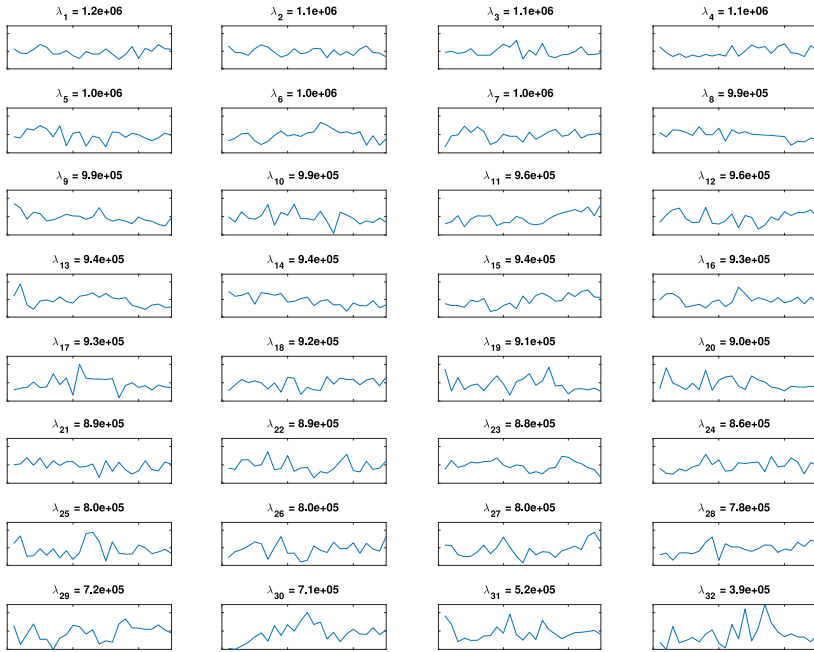 λ1 = 1.2e+06 λ2 = 1.1e+06 λ3 = 1.1e+06 λ4 = 1.1e+06
λ5 = 1.0e+06 λ6 = 1.0e+06 λ7 = 1.0e+06 λ8 = 9.9e+05
λ9 = 9.9e+05 λ10 = 9.9e+05 λ11 = 9.6e+05 λ12 = 9.6e+05
λ13 = 9.4e+05 λ14 = 9.4e+05 λ15 = 9.4e+05 λ16 = 9.3e+05
λ17 = 9.3e+05 λ18 = 9.2e+05 λ19 = 9.1e+05 λ20 = 9.0e+05
λ21 = 8.9e+05 λ22 = 8.9e+05 λ23 = 8.8e+05 λ24 = 8.6e+05
λ25 = 8.0e+05 λ26 = 8.0e+05 λ27 = 8.0e+05 λ28 = 7.8e+05
λ29 = 7.2e+05 λ30 = 7.1e+05 λ31 = 5.2e+05 λ32 = 3.9e+05